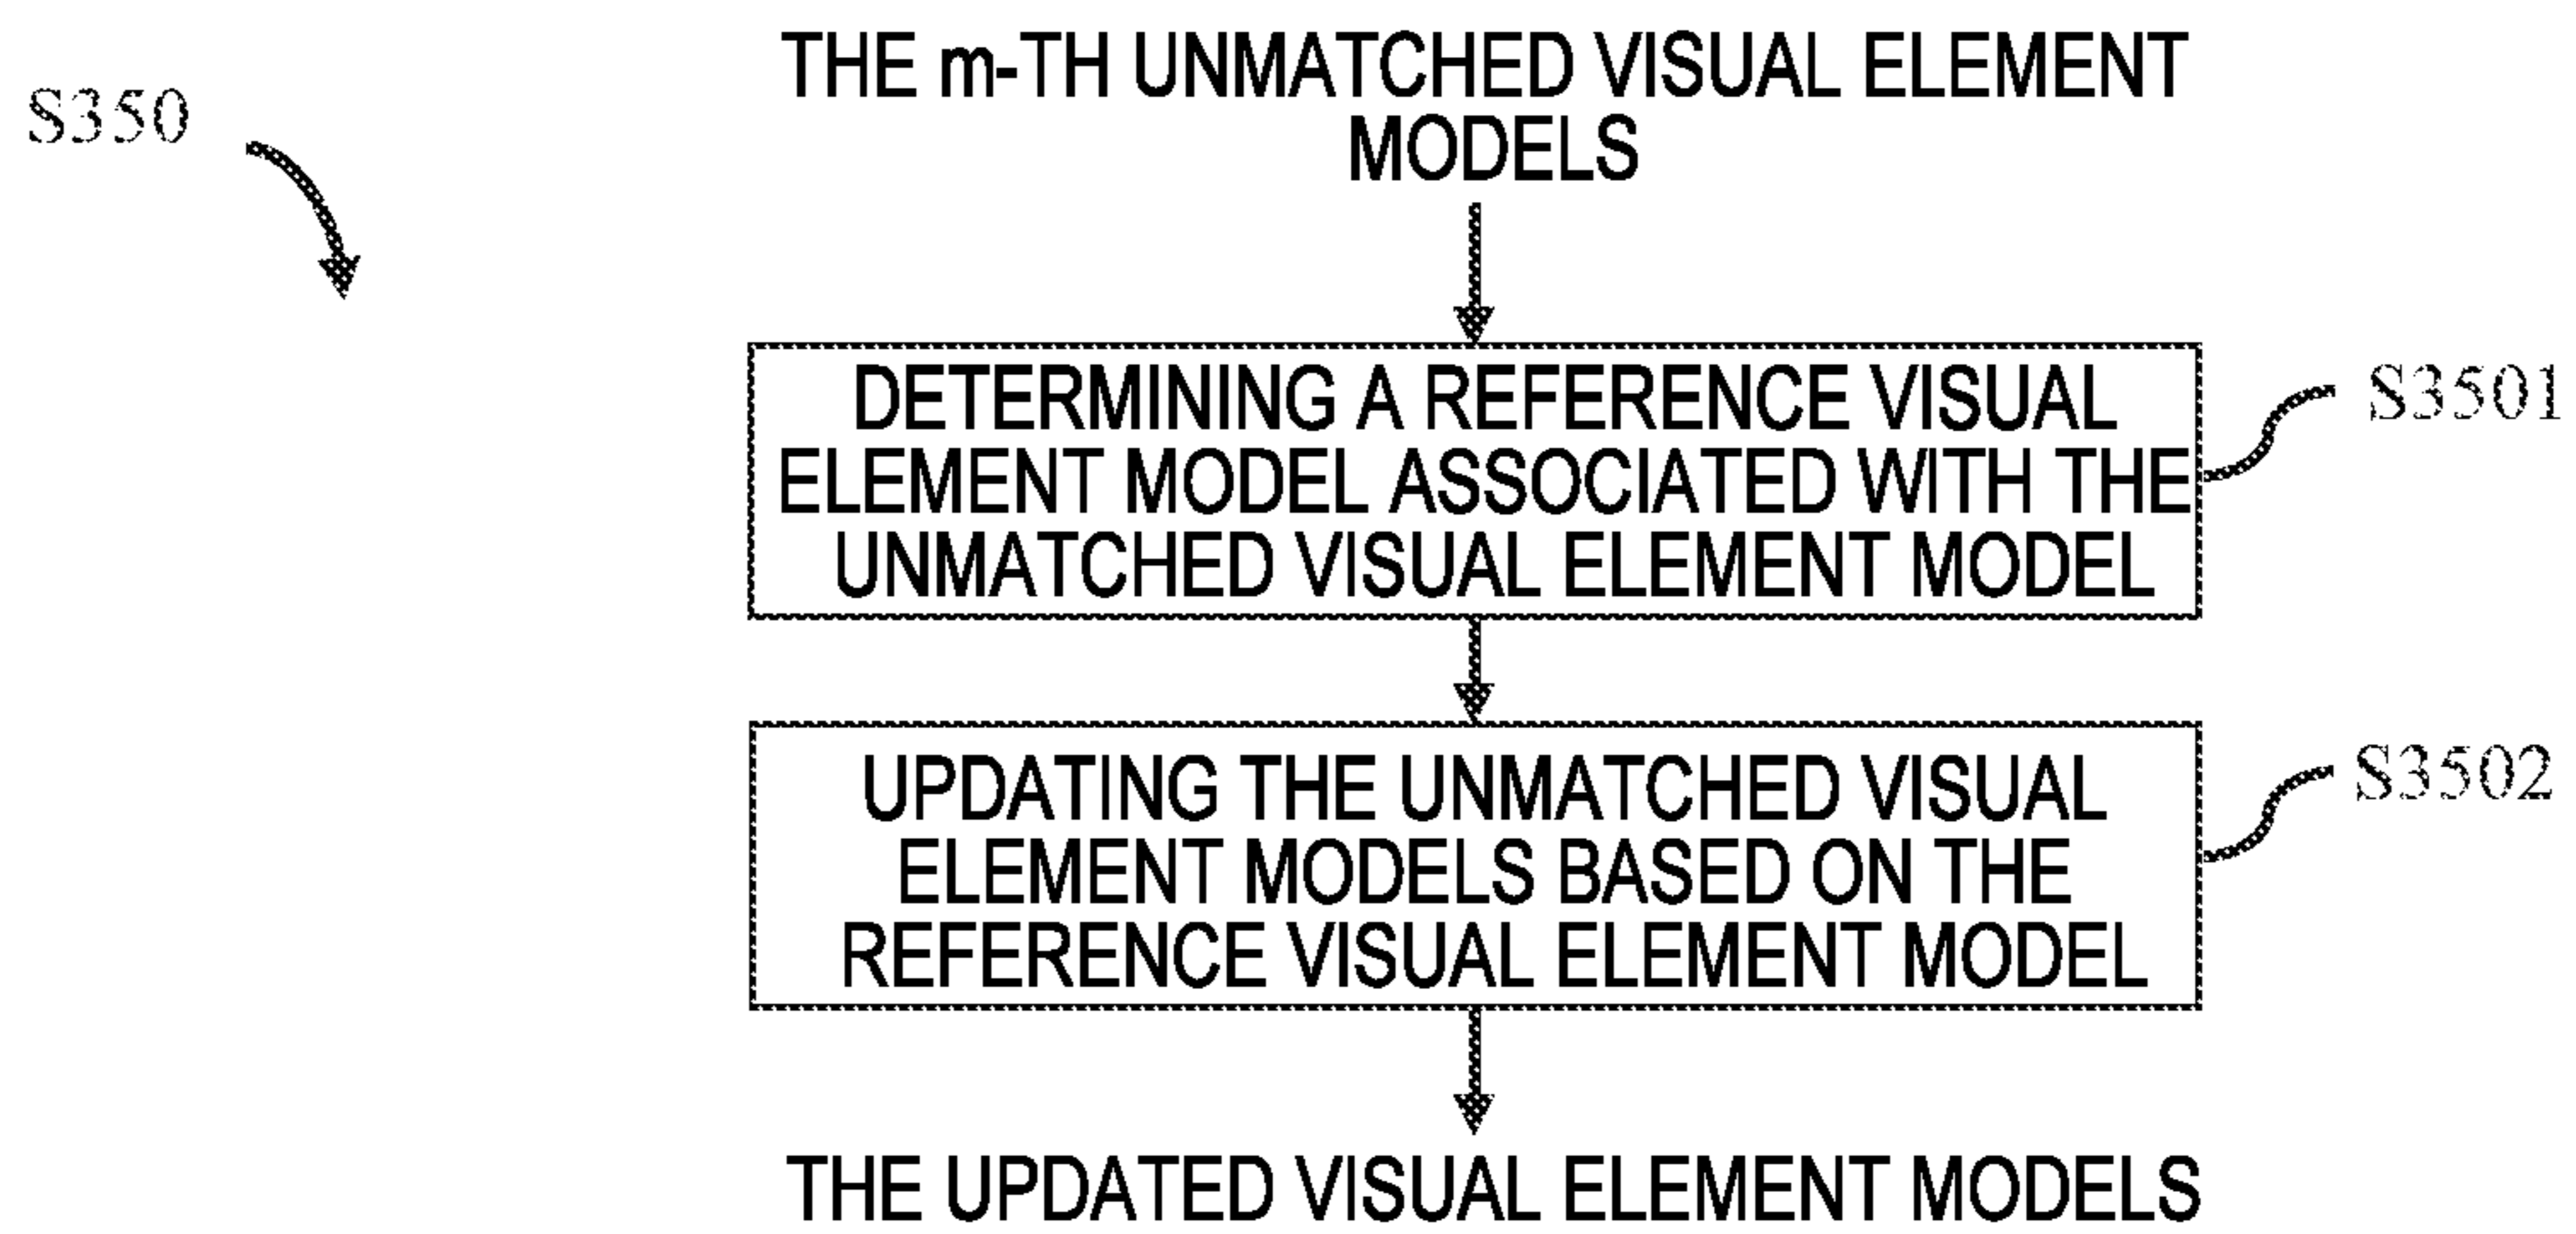 THE m-TH UNMATCHED VISUAL ELEMENT
MODELS
S350
DETERMINING A REFERENCE VISUAL
ELEMENT MODEL ASSOCIATED WITH THE
UNMATCHED VISUAL ELEMENT MODEL
S3501
UPDATING THE UNMATCHED VISUAL
ELEMENT MODELS BASED ON THE
REFERENCE VISUAL ELEMENT MODEL
S3502
THE UPDATED VISUAL ELEMENT MODELS